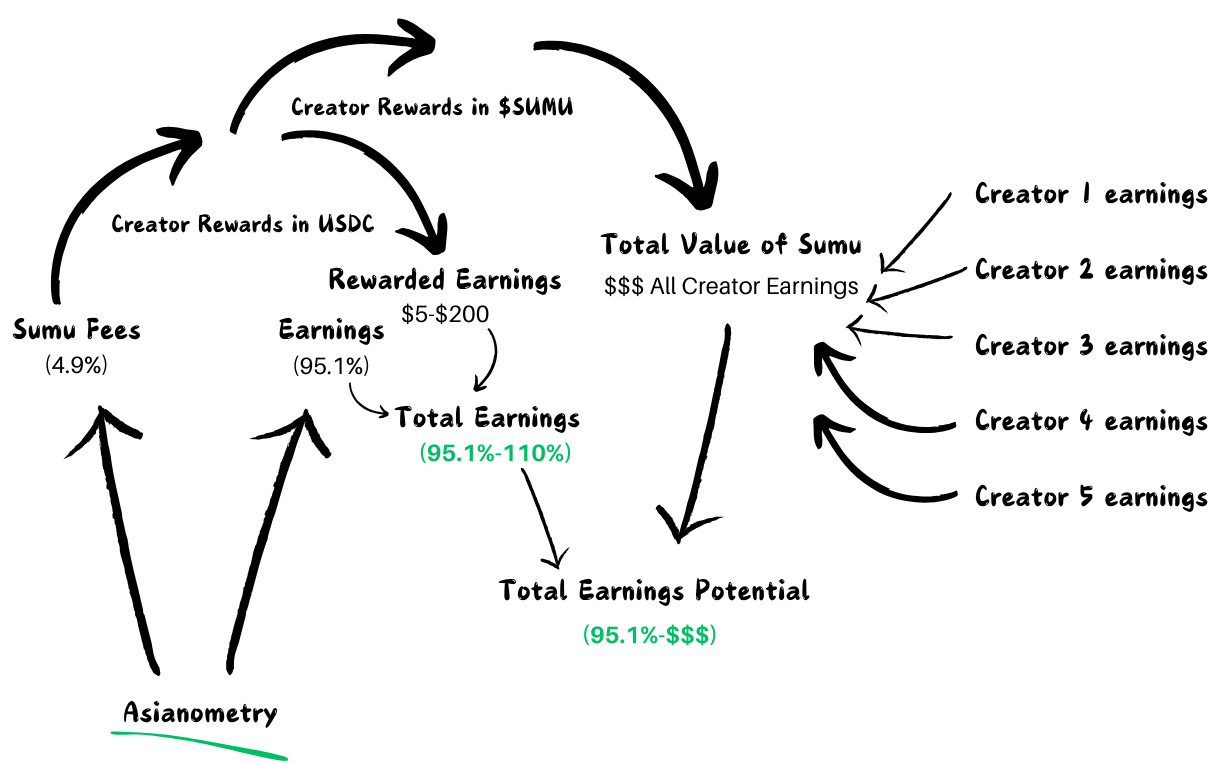 Creator Rewards in $SUMU
Creator Rewards in USDC
Sumu Fees
(4.9%)
Earnings
(95.1%)
Rewarded Earnings
$5-$200
Total Earnings
(95.1%-110%)
Total Value of Sumu
$$$ All Creator Earnings
Creator 1 earnings
Creator 2 earnings
Creator 3 earnings
Creator 4 earnings
Creator 5 earnings
Total Earnings Potential
(95.1%-$$$)
Asianometry